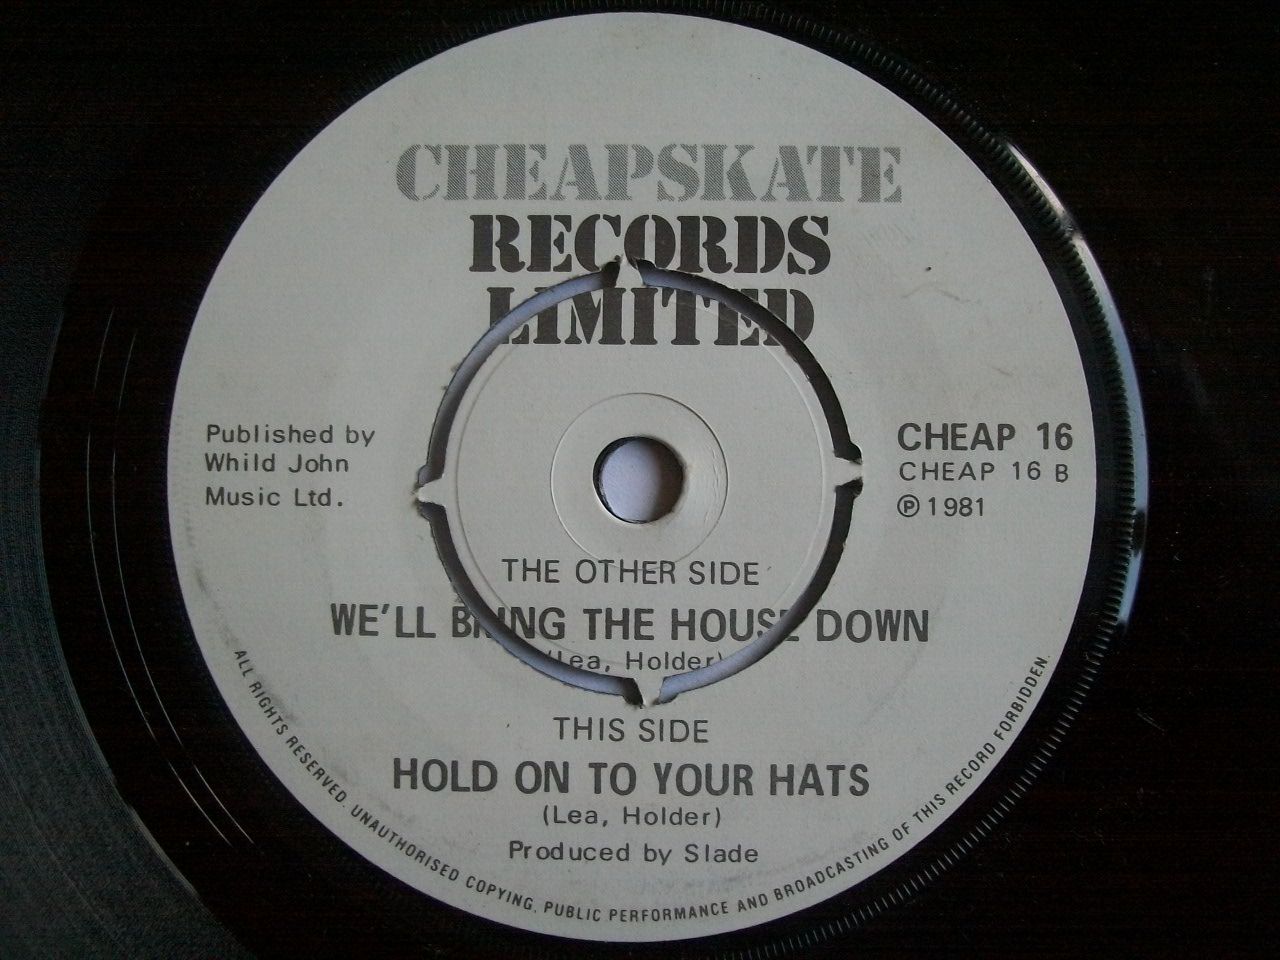 CHEAPSKATE
RECORDS
LIMITED
Published by
Whild John
Music Ltd.
CHEAP 16
CHEAP 16 B
℗ 1981
THE OTHER SIDE
WE'LL BRING THE HOUSE DOWN
(Lea, Holder)
THIS SIDE
HOLD ON TO YOUR HATS
(Lea, Holder)
Produced by Slade
ALL RIGHTS RESERVED. UNAUTHORISED COPYING, PUBLIC PERFORMANCE AND BROADCASTING OF THIS RECORD FORBIDDEN.